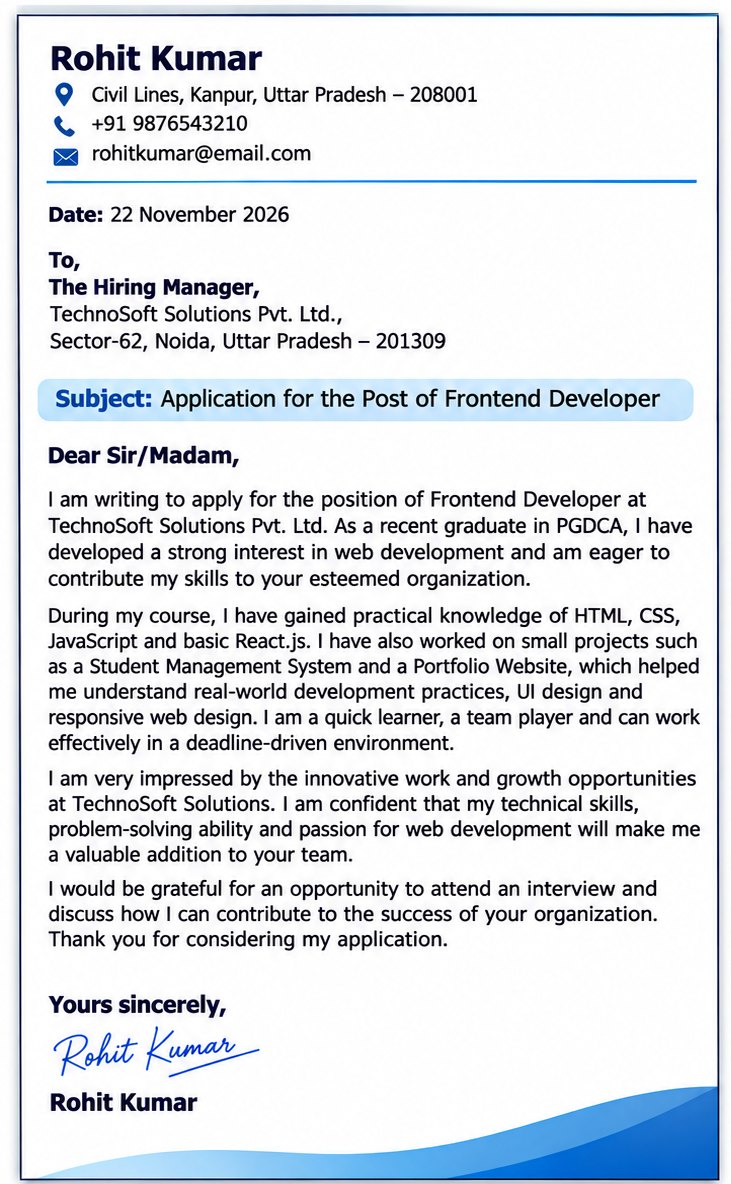 Rohit Kumar
Civil Lines, Kanpur, Uttar Pradesh – 208001
+91 9876543210
rohitkumar@email.com
Date: 22 November 2026
To,
The Hiring Manager,
TechnoSoft Solutions Pvt. Ltd.,
Sector-62, Noida, Uttar Pradesh – 201309
Subject: Application for the Post of Frontend Developer
Dear Sir/Madam,
I am writing to apply for the position of Frontend Developer at
TechnoSoft Solutions Pvt. Ltd. As a recent graduate in PGDCA, I have
developed a strong interest in web development and am eager to
contribute my skills to your esteemed organization.
During my course, I have gained practical knowledge of HTML, CSS,
JavaScript and basic React.js. I have also worked on small projects such
as a Student Management System and a Portfolio Website, which helped
me understand real-world development practices, UI design and
responsive web design. I am a quick learner, a team player and can work
effectively in a deadline-driven environment.
I am very impressed by the innovative work and growth opportunities
at TechnoSoft Solutions. I am confident that my technical skills,
problem-solving ability and passion for web development will make me
a valuable addition to your team.
I would be grateful for an opportunity to attend an interview and
discuss how I can contribute to the success of your organization.
Thank you for considering my application.
Yours sincerely,
Rohit Kumar
Rohit Kumar